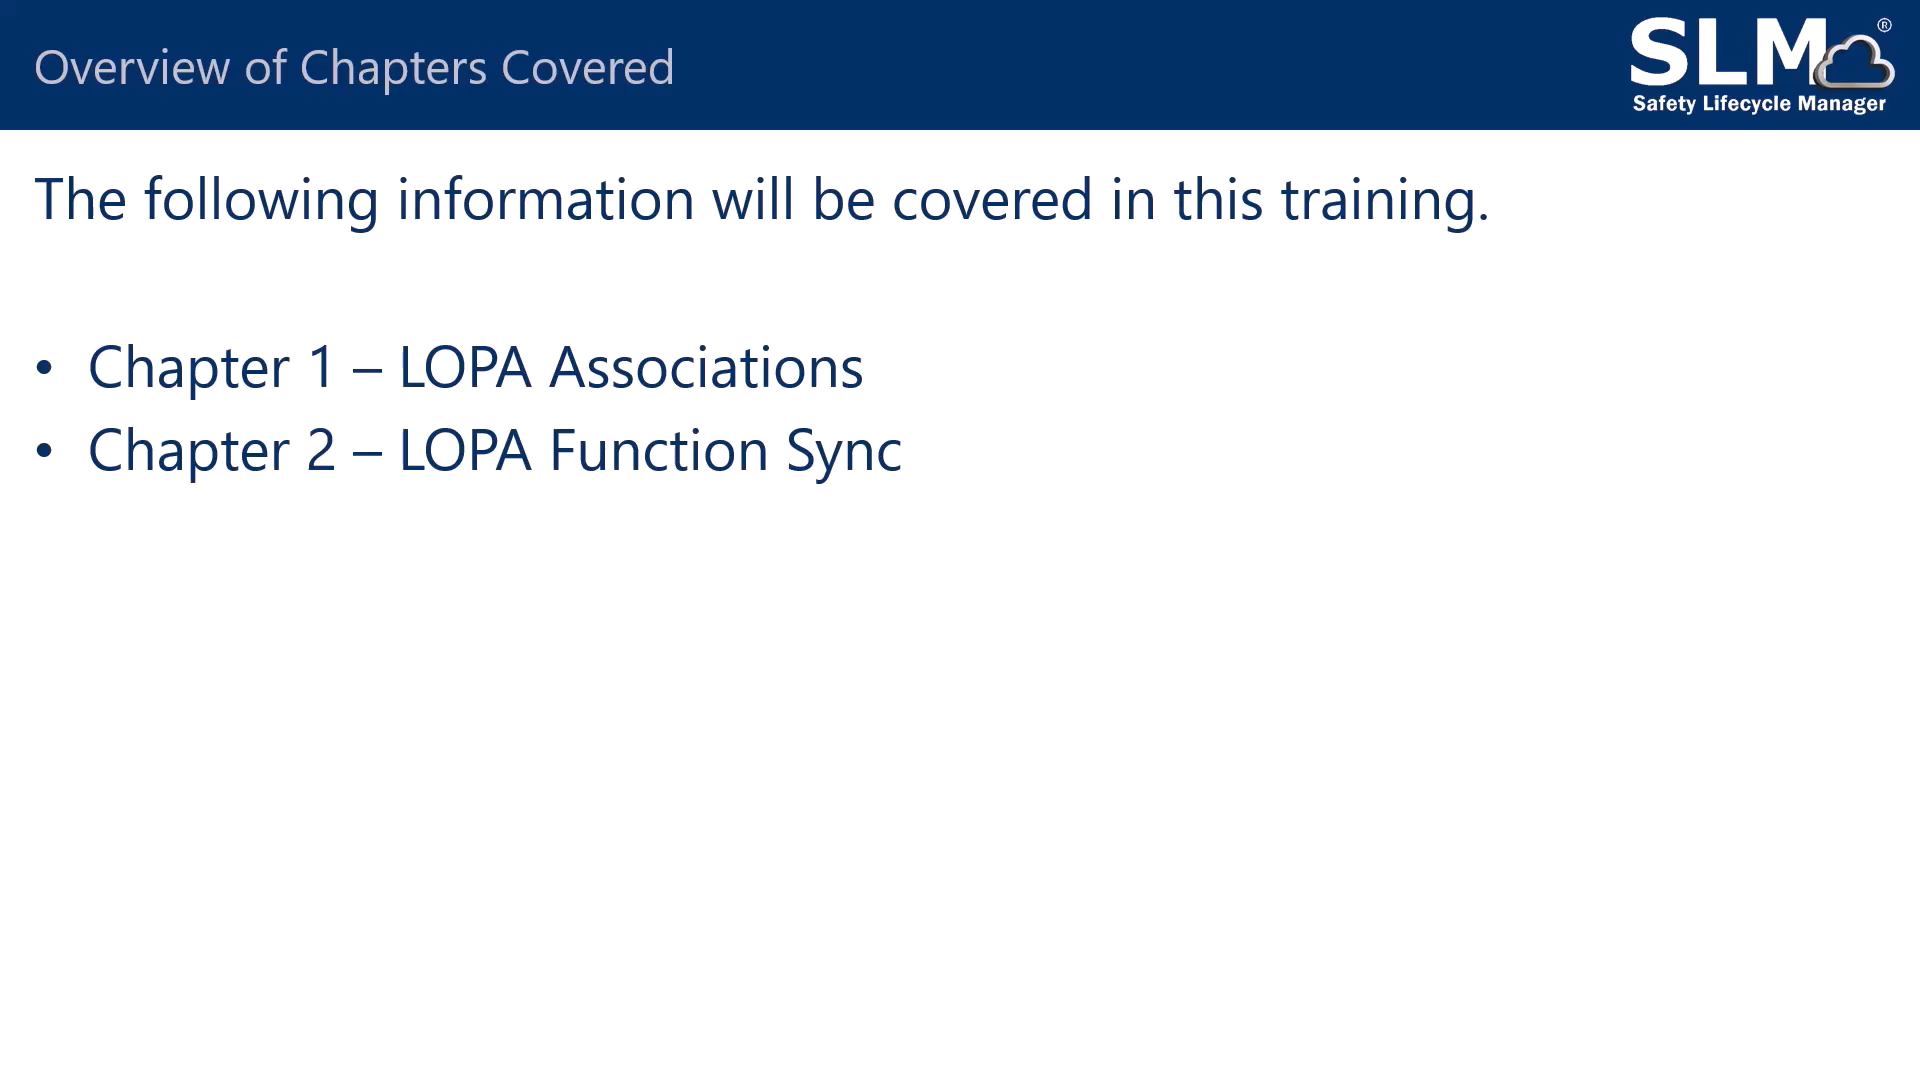 Overview of Chapters Covered
SLM®
Safety Lifecycle Manager
The following information will be covered in this training.
• Chapter 1 – LOPA Associations
• Chapter 2 – LOPA Function Sync